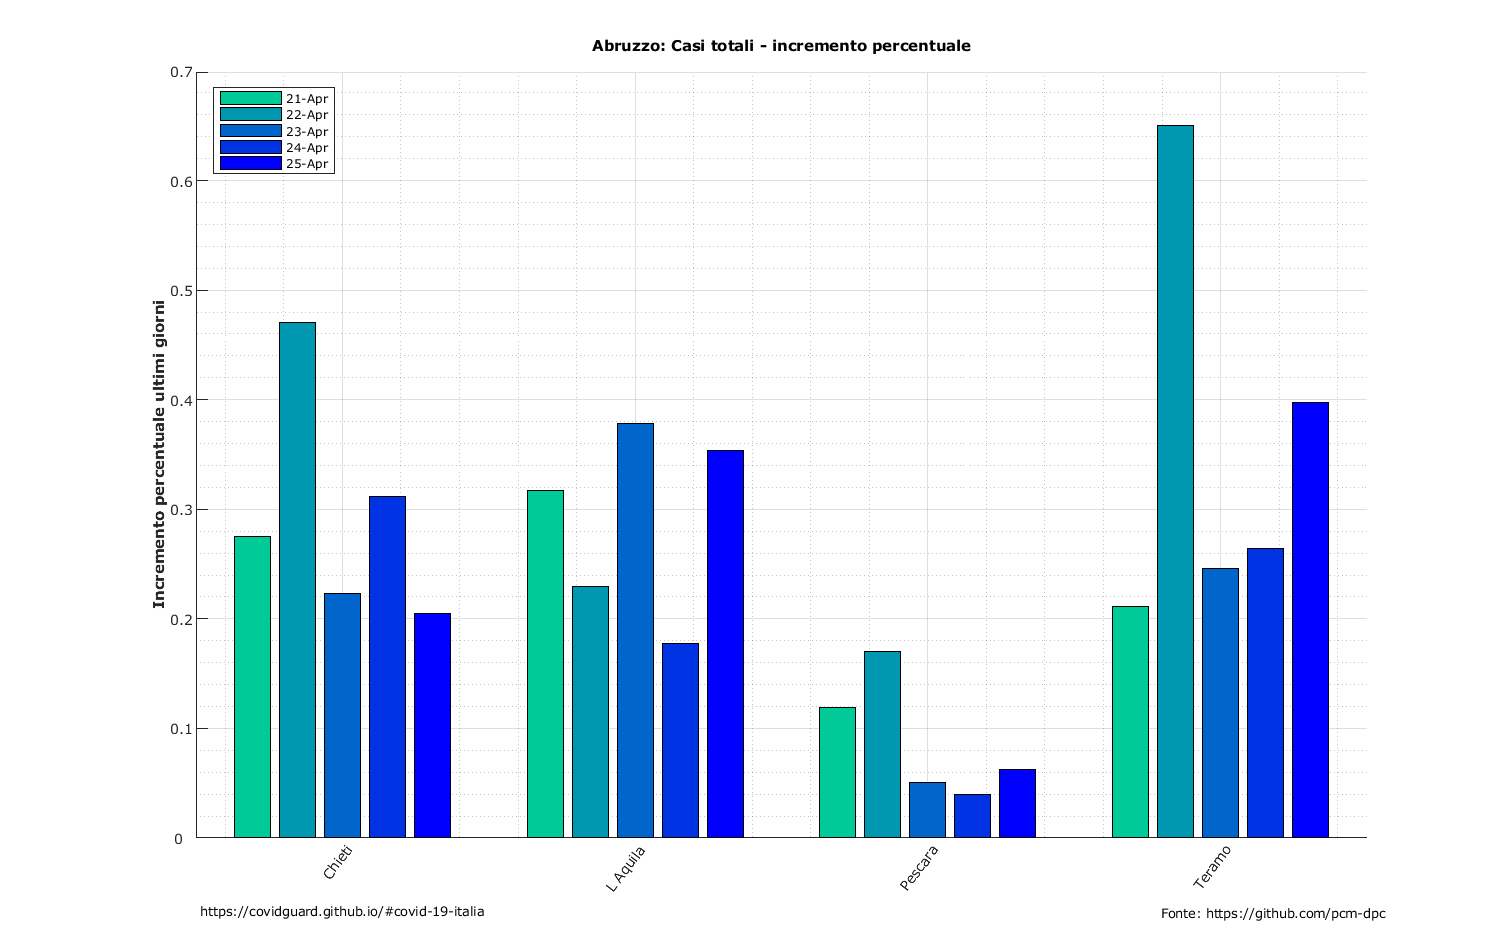 Abruzzo: Casi totali - incremento percentuale
0.7
0.6
0.5
0.4
0.3
0.2
0.1
0
Incremento percentuale ultimi giorni
21-Apr
22-Apr
23-Apr
24-Apr
25-Apr
Chieti
L Aquila
Pescara
Teramo
https://covidguard.github.io/#covid-19-italia
Fonte: https://github.com/pcm-dpc